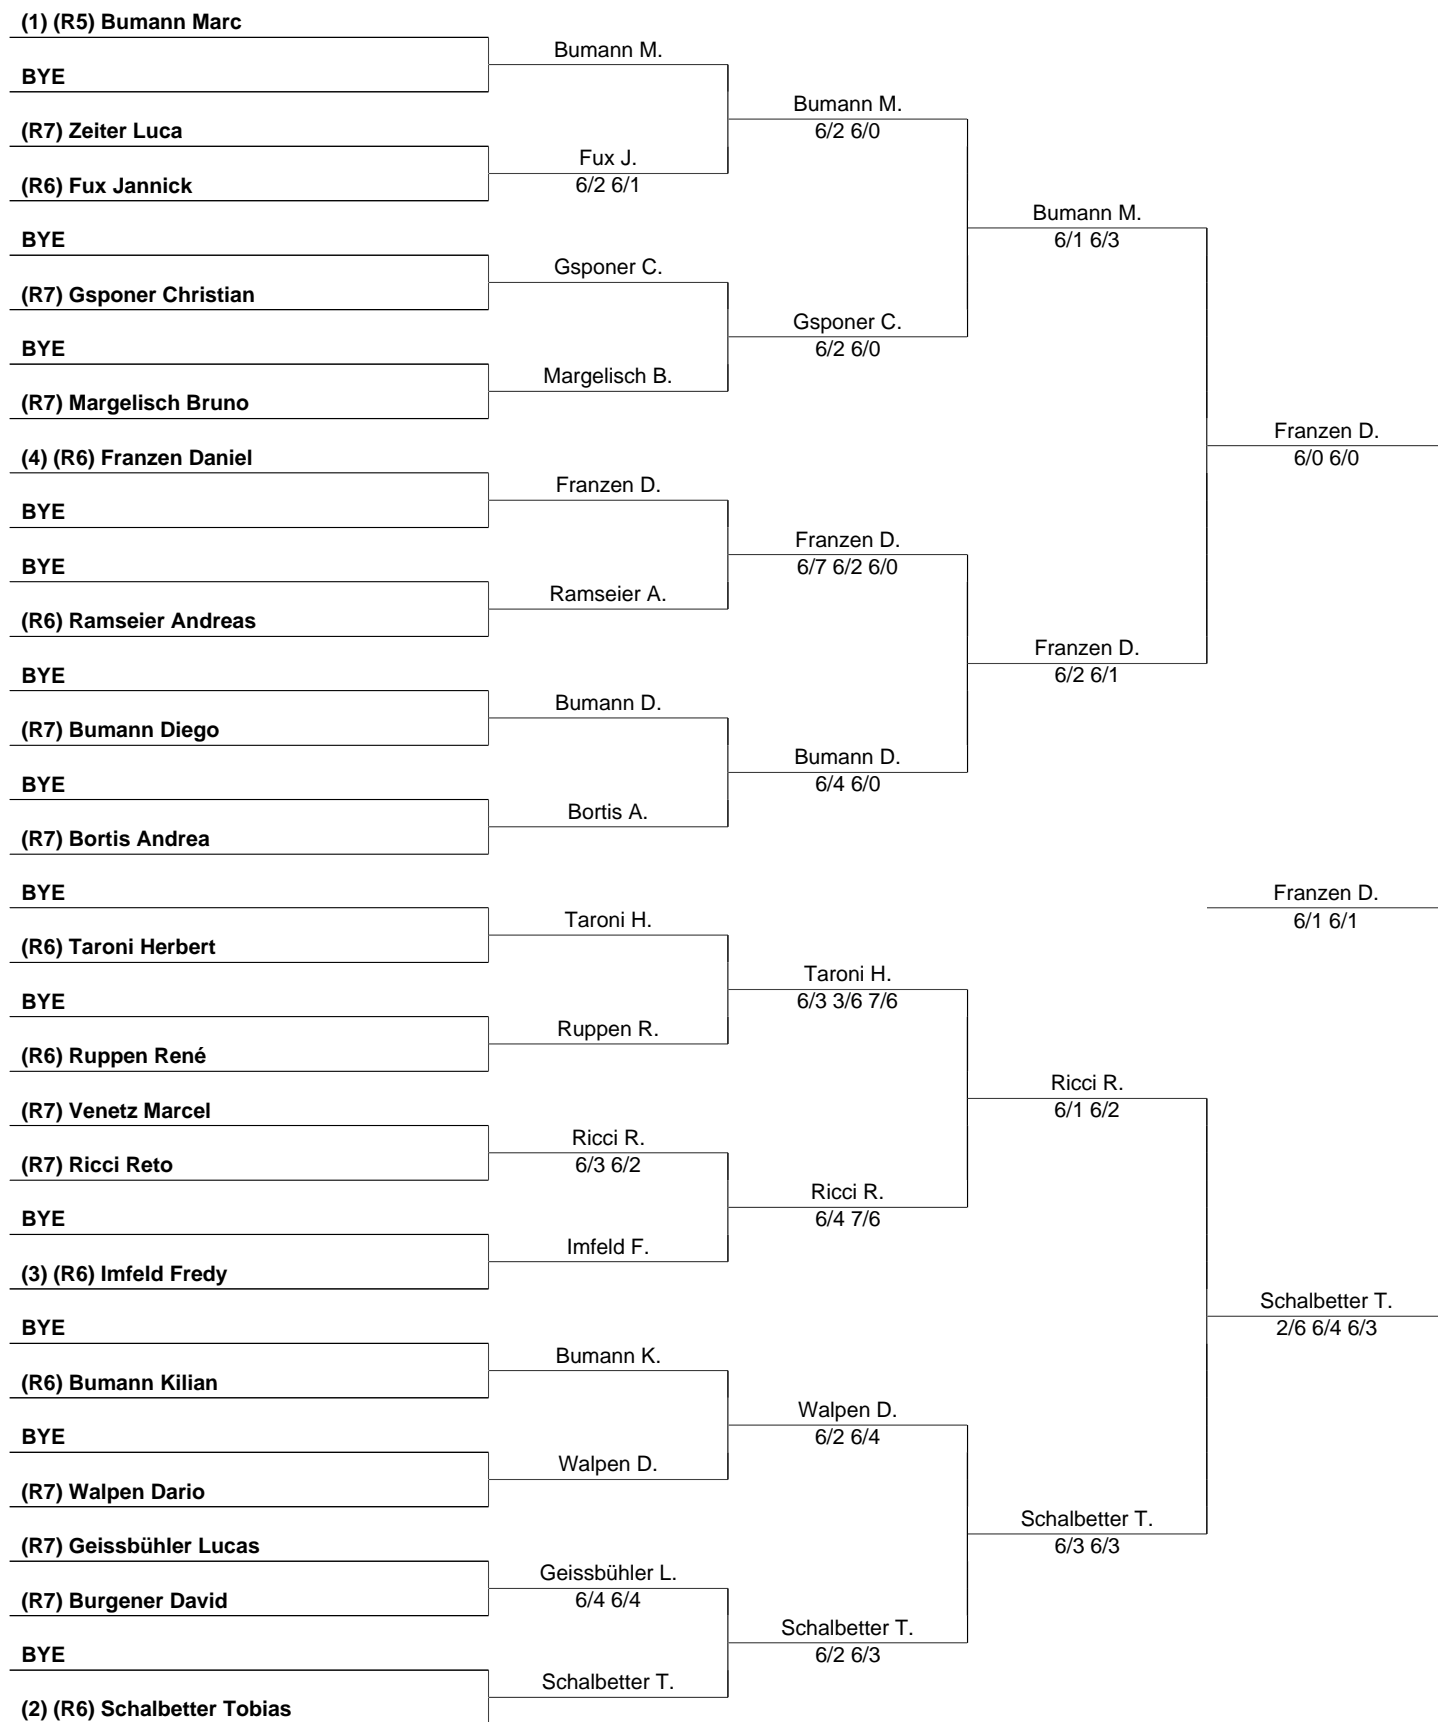 (1) (R5) Bumann Marc
BYE
(R7) Zeiter Luca
(R6) Fux Jannick
BYE
(R7) Gsponer Christian
BYE
(R7) Margelisch Bruno
(4) (R6) Franzen Daniel
BYE
BYE
(R6) Ramseier Andreas
BYE
(R7) Bumann Diego
BYE
(R7) Bortis Andrea
BYE
(R6) Taroni Herbert
BYE
(R6) Ruppen René
(R7) Venetz Marcel
(R7) Ricci Reto
BYE
(3) (R6) Imfeld Fredy
BYE
(R6) Bumann Kilian
BYE
(R7) Walpen Dario
(R7) Geissbühler Lucas
(R7) Burgener David
BYE
(2) (R6) Schalbetter Tobias
Bumann M.
Fux J.
6/2 6/1
Gsponer C.
Margelisch B.
Franzen D.
Ramseier A.
Bumann D.
Bortis A.
Taroni H.
Ruppen R.
Ricci R.
6/3 6/2
Imfeld F.
Bumann K.
Walpen D.
Geissbühler L.
6/4 6/4
Schalbetter T.
Bumann M.
6/2 6/0
Gsponer C.
6/2 6/0
Franzen D.
6/7 6/2 6/0
Bumann D.
6/4 6/0
Taroni H.
6/3 3/6 7/6
Ricci R.
6/4 7/6
Walpen D.
6/2 6/4
Schalbetter T.
6/2 6/3
Bumann M.
6/1 6/3
Franzen D.
6/2 6/1
Ricci R.
6/1 6/2
Schalbetter T.
6/3 6/3
Franzen D.
6/0 6/0
Franzen D.
6/1 6/1
Schalbetter T.
2/6 6/4 6/3